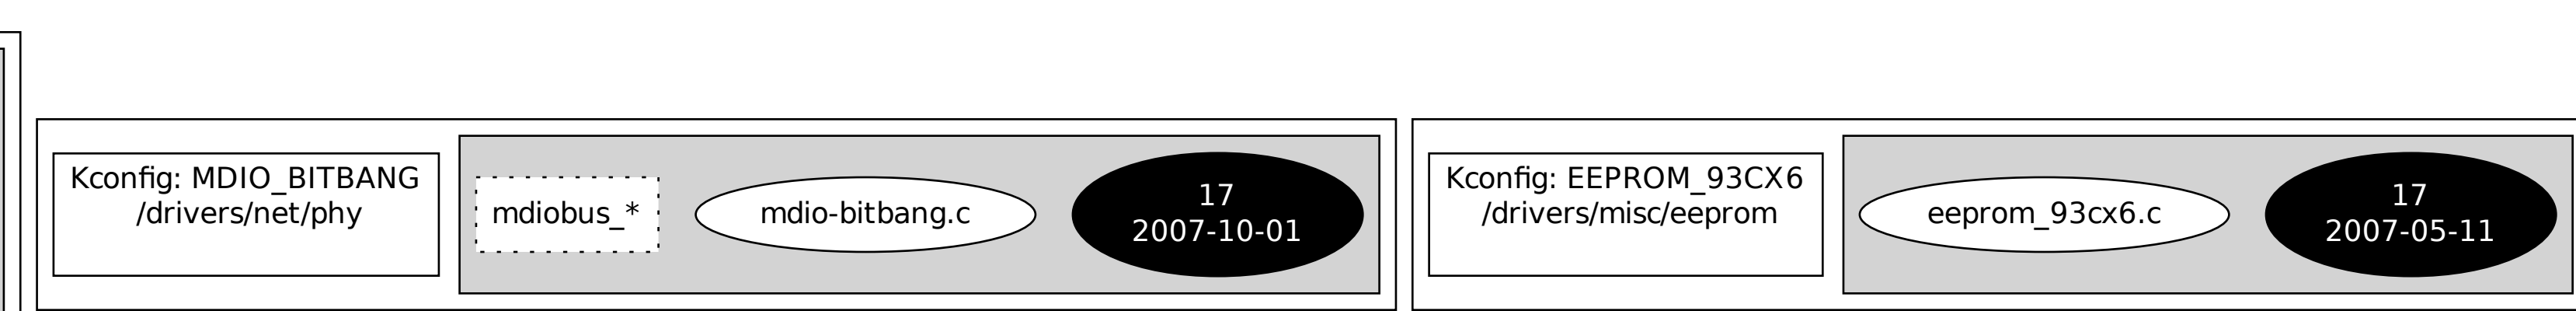 Kconfig: MDIO_BITBANG
/drivers/net/phy
mdiobus_*
mdio-bitbang.c
17
2007-10-01
Kconfig: EEPROM_93CX6
/drivers/misc/eeprom
eeprom_93cx6.c
17
2007-05-11